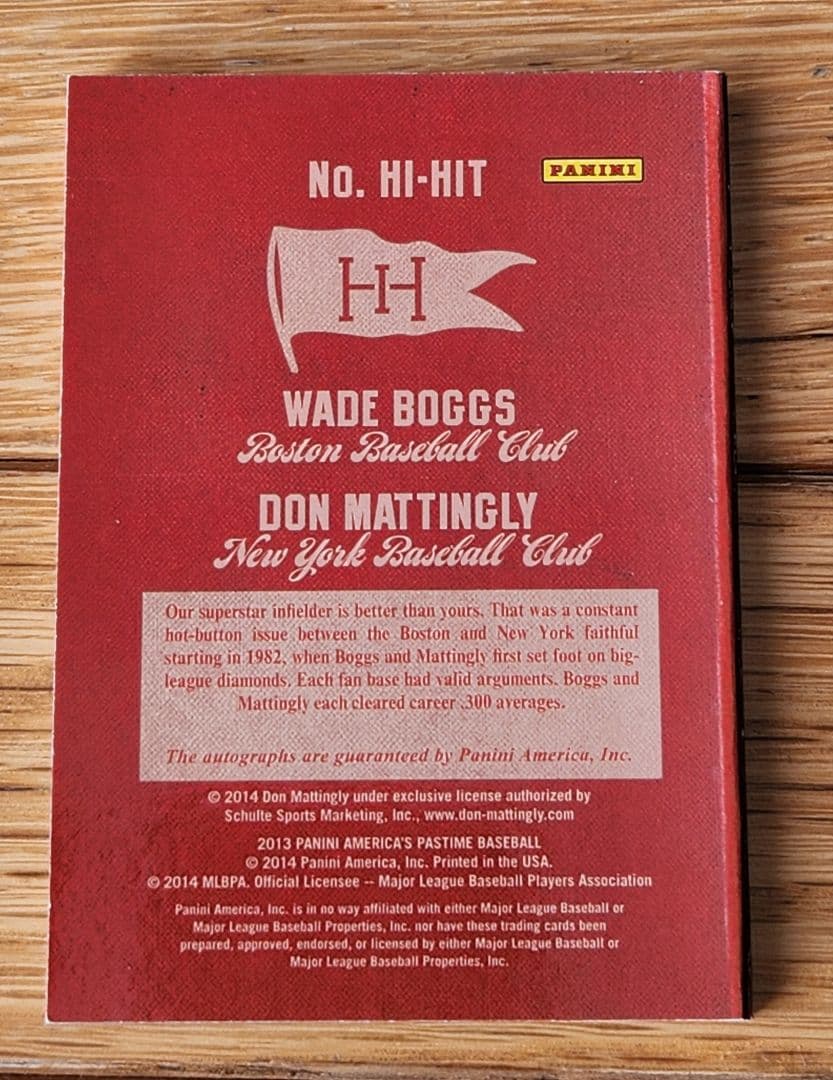 No. HI-HIT
PANINI
HH
WADE BOGGS
Boston Baseball Club
DON MATTINGLY
New York Baseball Club
Our superstar infielder is better than yours. That was a constant
hot-button issue between the Boston and New York faithful
starting in 1982, when Boggs and Mattingly first set foot on big-
league diamonds. Each fan base had valid arguments. Boggs and
Mattingly each cleared career .300 averages.
The autographs are guaranteed by Panini America, Inc.
© 2014 Don Mattingly under exclusive license authorized by
Schulte Sports Marketing, Inc., www.don-mattingly.com
2013 PANINI AMERICA'S PASTIME BASEBALL
© 2014 Panini America, Inc. Printed in the USA.
© 2014 MLBPA. Official Licensee -- Major League Baseball Players Association
Panini America, Inc. is in no way affiliated with either Major League Baseball or
Major League Baseball Properties, Inc. nor have these trading cards been
prepared, approved, endorsed, or licensed by either Major League Baseball or
Major League Baseball Properties, Inc.